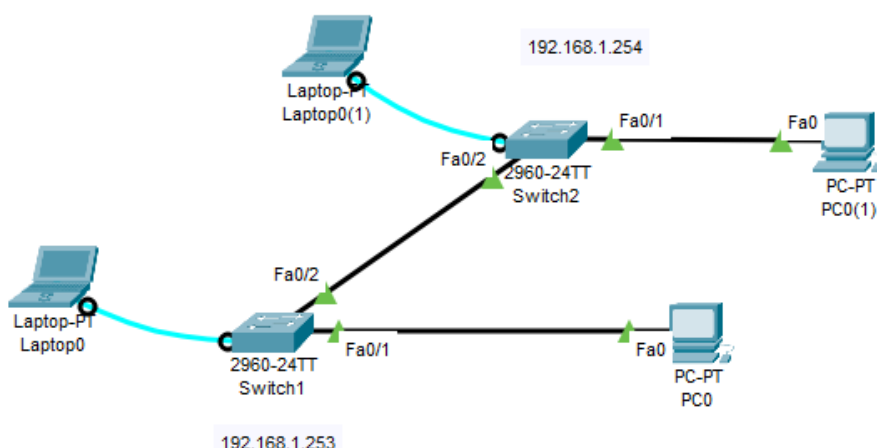 192.168.1.254
Laptop-PT
Laptop0(1)
Fa0/1
Fa0
Fa0/2
2960-24TT
Switch2
PC-PT
PC0(1)
Fa0/2
Laptop-PT
Laptop0
Fa0/1
Fa0
2960-24TT
Switch1
PC-PT
PC0
192.168.1.253